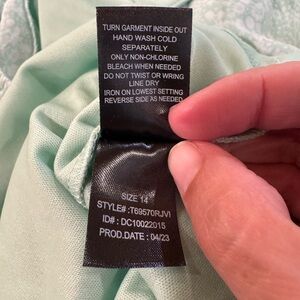 TURN GARMENT INSIDE OUT
HAND WASH COLD
SEPARATELY
ONLY NON-CHLORINE
BLEACH WHEN NEEDED
DO NOT TWIST OR WRING
LINE DRY
IRON ON LOWEST SETTING
REVERSE SIDE AS NEEDED
SIZE 14
STYLE# :T69570RJVI
ID# : DC10022015
PROD.DATE : 04/23